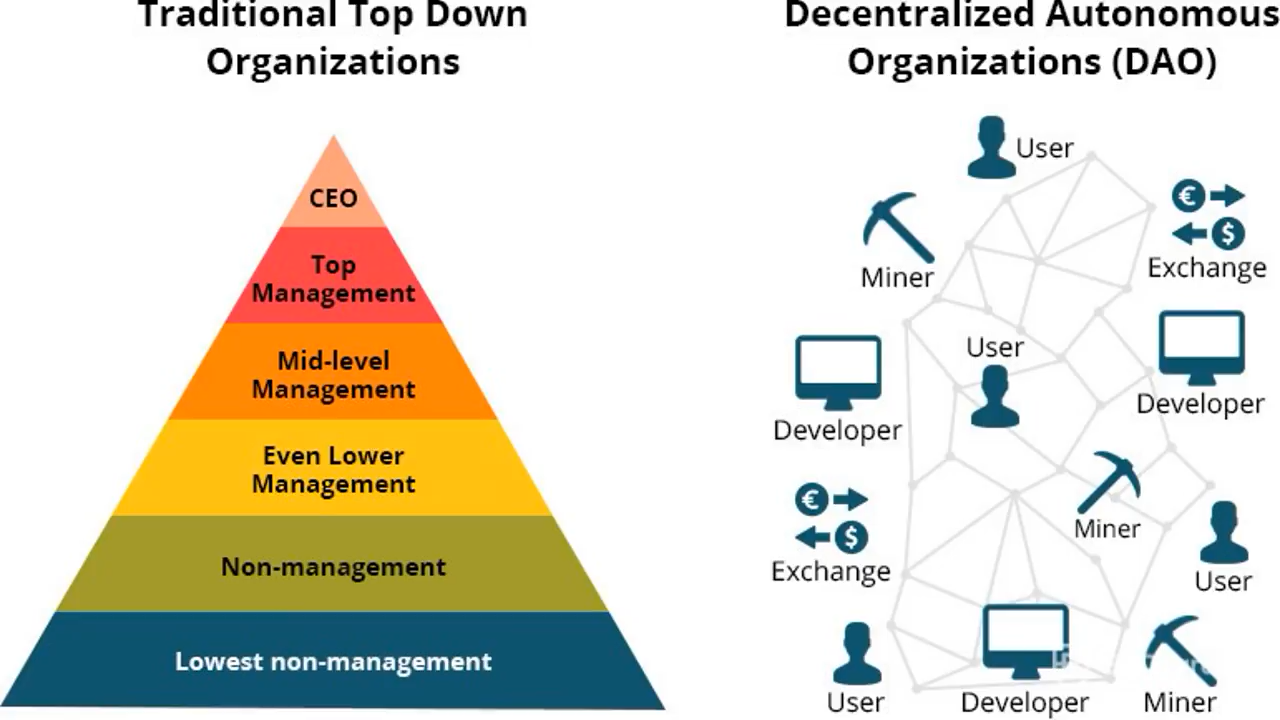 Traditional Top Down
Organizations
CEO
Top
Management
Mid-level
Management
Even Lower
Management
Non-management
Lowest non-management
Decentralized Autonomous
Organizations (DAO)
User
Miner
€
$
Exchange
User
Developer
Developer
€
$
Exchange
Miner
User
User
Developer
Miner